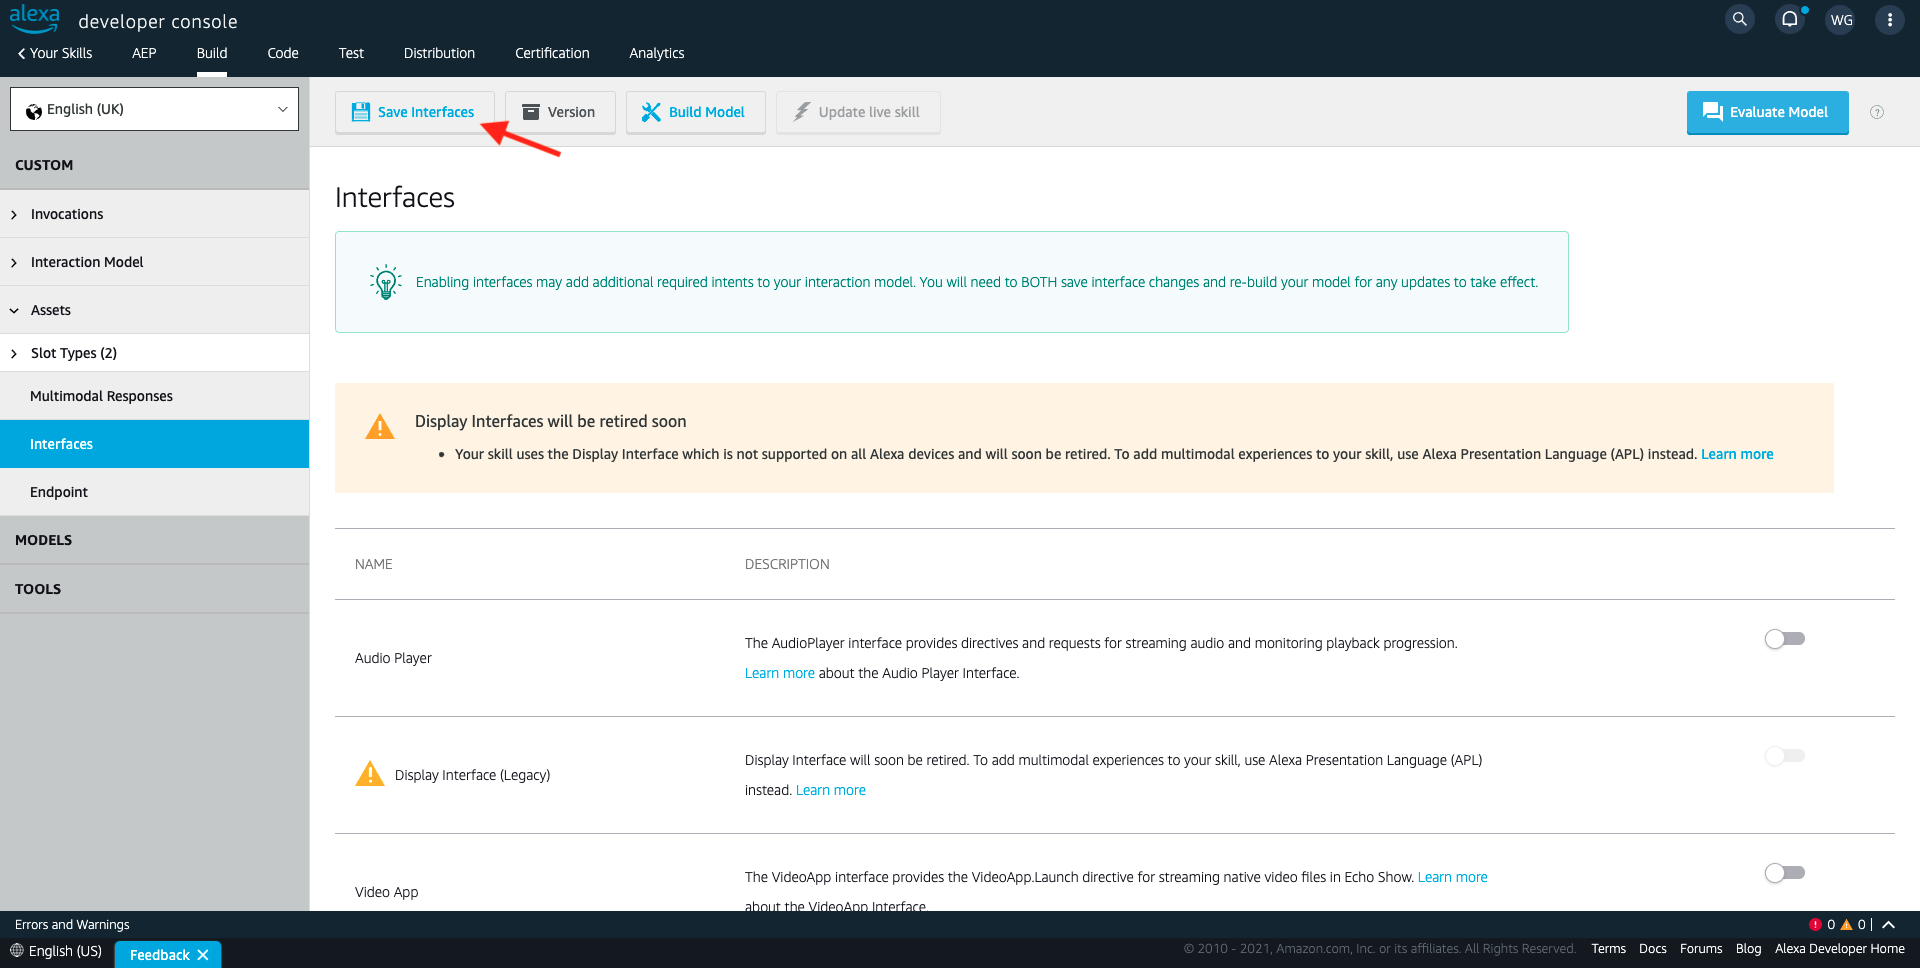 alexa developer console
WG
Your Skills AEP Build Code Test Distribution Certification Analytics
English (UK)
Save Interfaces Version Build Model Update live skill Evaluate Model ?
CUSTOM
Invocations
Interaction Model
Assets
Slot Types (2)
Multimodal Responses
Interfaces
Endpoint
MODELS
TOOLS
Interfaces
Enabling interfaces may add additional required intents to your interaction model. You will need to BOTH save interface changes and re-build your model for any updates to take effect.
Display Interfaces will be retired soon
• Your skill uses the Display Interface which is not supported on all Alexa devices and will soon be retired. To add multimodal experiences to your skill, use Alexa Presentation Language (APL) instead. Learn more
NAME DESCRIPTION
Audio Player
The AudioPlayer interface provides directives and requests for streaming audio and monitoring playback progression.
Learn more about the Audio Player Interface.
Display Interface (Legacy)
Display Interface will soon be retired. To add multimodal experiences to your skill, use Alexa Presentation Language (APL)
instead. Learn more
Video App
The VideoApp interface provides the VideoApp.Launch directive for streaming native video files in Echo Show. Learn more
about the VideoApp Interface.
Errors and Warnings
0 0
English (US) Feedback
© 2010 - 2021, Amazon.com, Inc. or its affiliates. All Rights Reserved. Terms Docs Forums Blog Alexa Developer Home